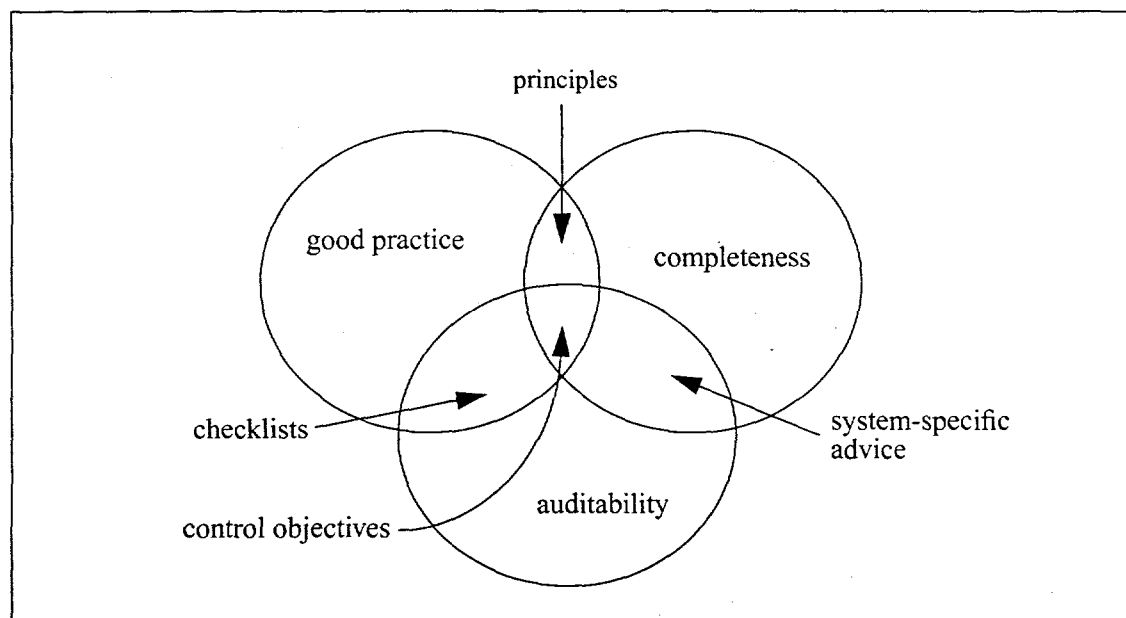 principles
good practice
completeness
checklists
system-specific
advice
auditability
control objectives